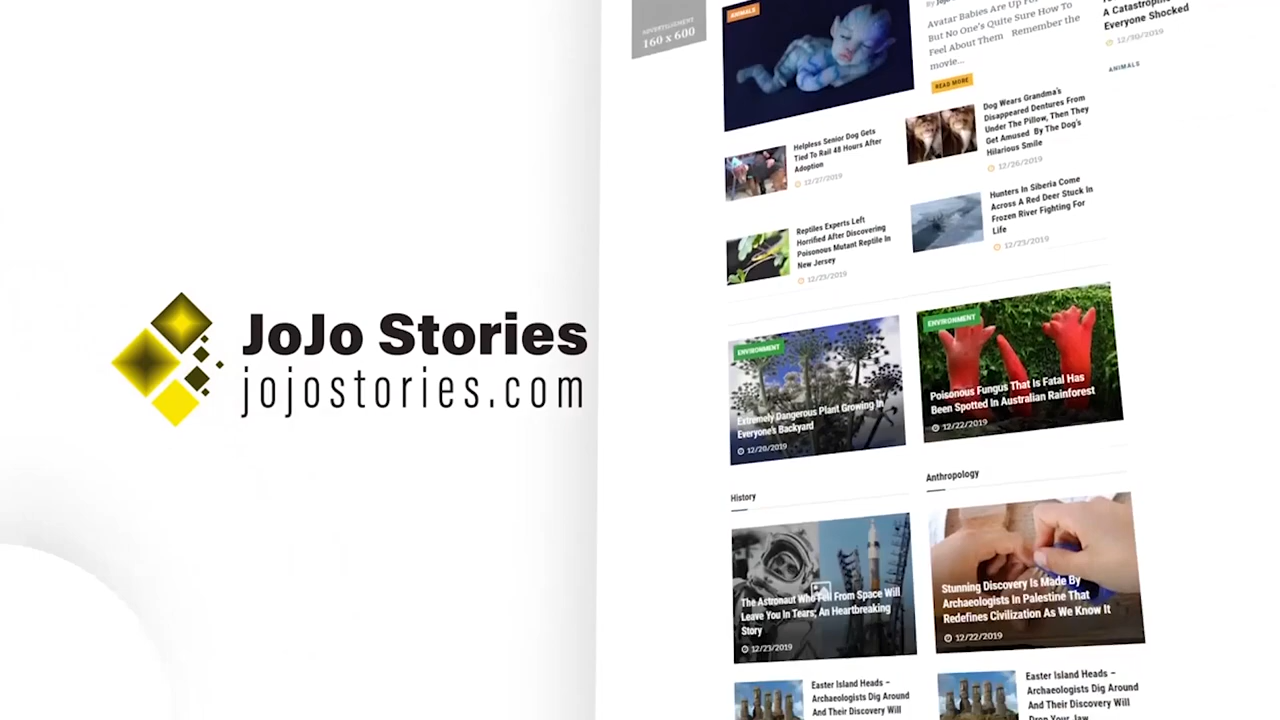 JoJo Stories
jojostories.com
ADVERTISEMENT
160 x 600
ANIMALS
Avatar Babies Are Up
But No One's Quite Sure How To
Feel About Them Remember the
movie...
READ MORE
A Catastrop
Everyone Shocked
ANIMALS
Helpless Senior Dog Gets
Tied To Rail 48 Hours After
Adoption
12/27/2019
Dog Wears Grandma's
Disappeared Dentures From
Under The Pillow, Then They
Get Amused By The Dog's
Hilarious Smile
12/26/2019
Reptiles Experts Left
Horrified After Discovering
Poisonous Mutant Reptile In
New Jersey
12/23/2019
Hunters In Siberia Come
Across A Red Deer Stuck In
Frozen River Fighting For
Life
12/23/2019
ENVIRONMENT
Extremely Dangerous Plant Growing In
Everyone's Backyard
12/20/2019
ENVIRONMENT
Poisonous Fungus That Is Fatal Has
Been Spotted In Australian Rainforest
12/22/2019
History
The Astronaut Who Fell From Space Will
Leave You In Tears; An Heartbreaking
Story
12/23/2019
Anthropology
Stunning Discovery Is Made By
Archaeologists In Palestine That
Redefines Civilization As We Know It
12/22/2019
Easter Island Heads –
Archaeologists Dig Around
And Their Discovery Will
Easter Island Heads –
Archaeologists Dig Around
And Their Discovery Will
Drop Your Jaw